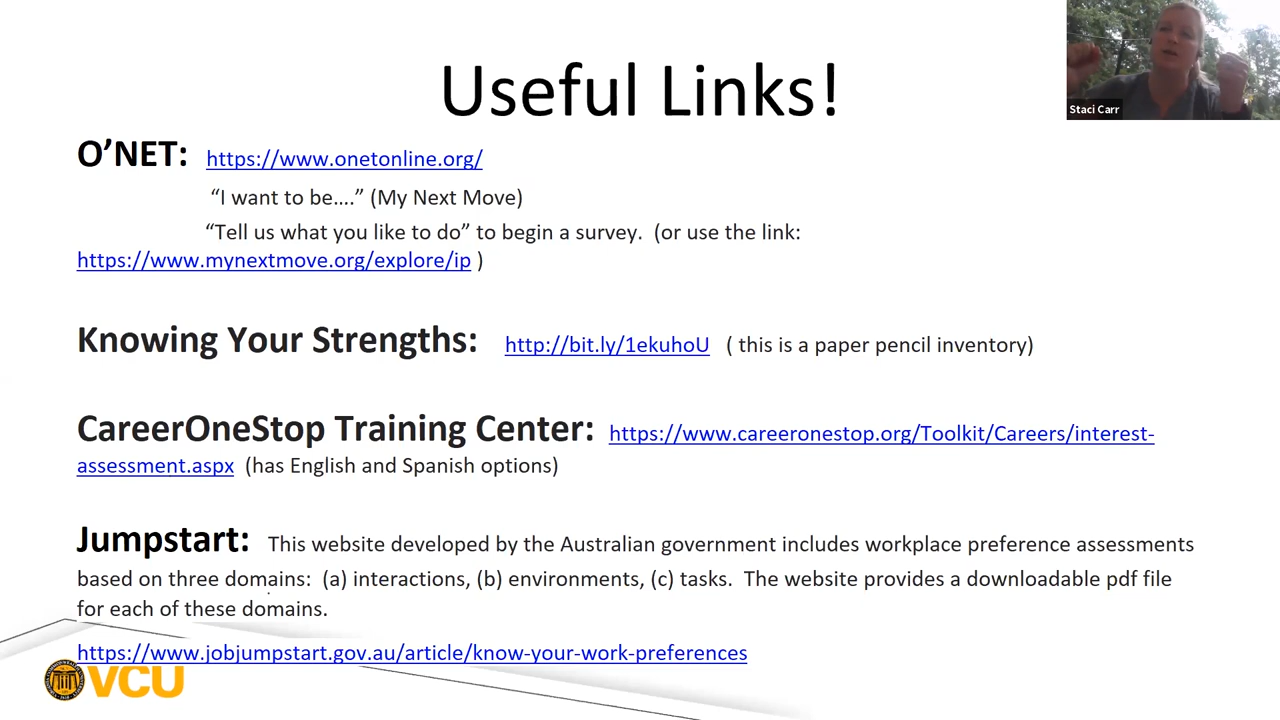 Useful Links!
Staci Carr
O’NET: https://www.onetonline.org/
“I want to be….” (My Next Move)
“Tell us what you like to do” to begin a survey. (or use the link:
https://www.mynextmove.org/explore/ip )
Knowing Your Strengths: http://bit.ly/1ekuhoU ( this is a paper pencil inventory)
CareerOneStop Training Center: https://www.careeronestop.org/Toolkit/Careers/interest-
assessment.aspx (has English and Spanish options)
Jumpstart: This website developed by the Australian government includes workplace preference assessments
based on three domains: (a) interactions, (b) environments, (c) tasks. The website provides a downloadable pdf file
for each of these domains.
https://www.jobjumpstart.gov.au/article/know-your-work-preferences
VCU